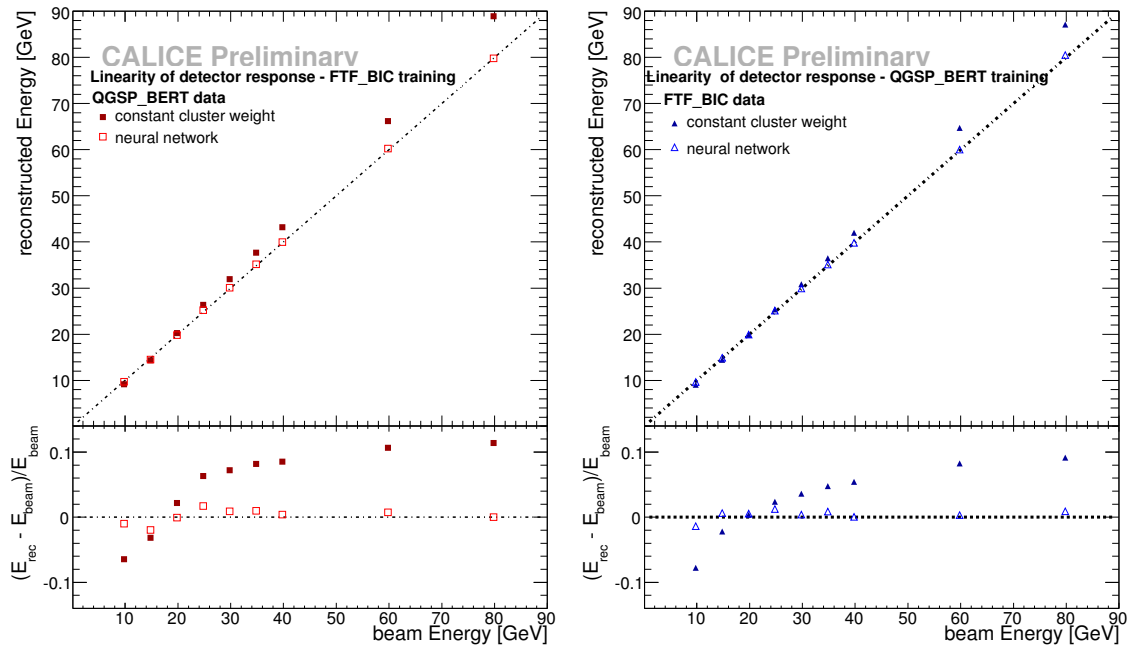 CALICE Preliminary
Linearity of detector response - FTF_BIC training
QGSP_BERT data
constant cluster weight
neural network
reconstructed Energy [GeV]
90
80
70
60
50
40
30
20
10
(E_rec - E_beam)/E_beam
0.1
0
-0.1
10 20 30 40 50 60 70 80 90
beam Energy [GeV]
CALICE Preliminary
Linearity of detector response - QGSP_BERT training
FTF_BIC data
constant cluster weight
neural network
reconstructed Energy [GeV]
90
80
70
60
50
40
30
20
10
(E_rec - E_beam)/E_beam
0.1
0
-0.1
10 20 30 40 50 60 70 80 90
beam Energy [GeV]